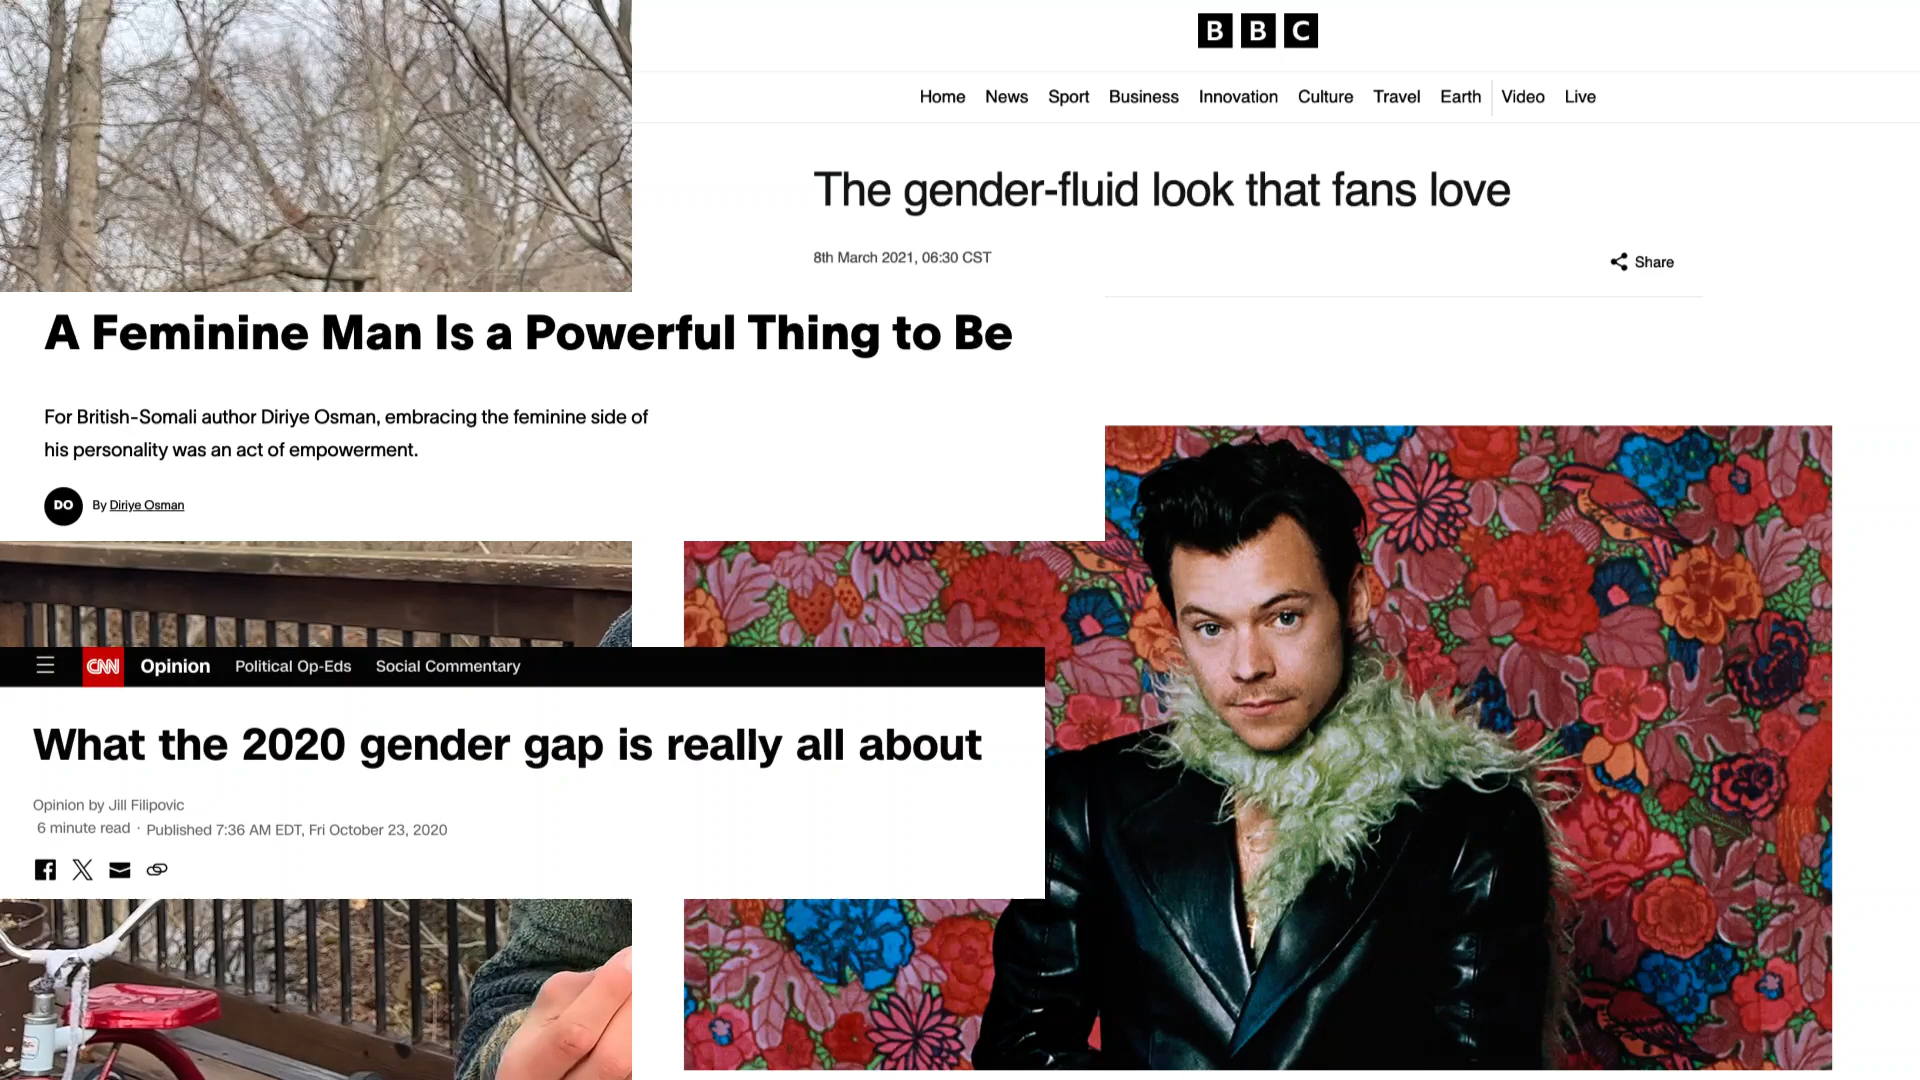 BBC
Home News Sport Business Innovation Culture Travel Earth Video Live
The gender-fluid look that fans love
8th March 2021, 06:30 CST
Share
A Feminine Man Is a Powerful Thing to Be
For British-Somali author Diriye Osman, embracing the feminine side of
his personality was an act of empowerment.
DO By Diriye Osman
CNN Opinion Political Op-Eds Social Commentary
What the 2020 gender gap is really all about
Opinion by Jill Filipovic
6 minute read · Published 7:36 AM EDT, Fri October 23, 2020